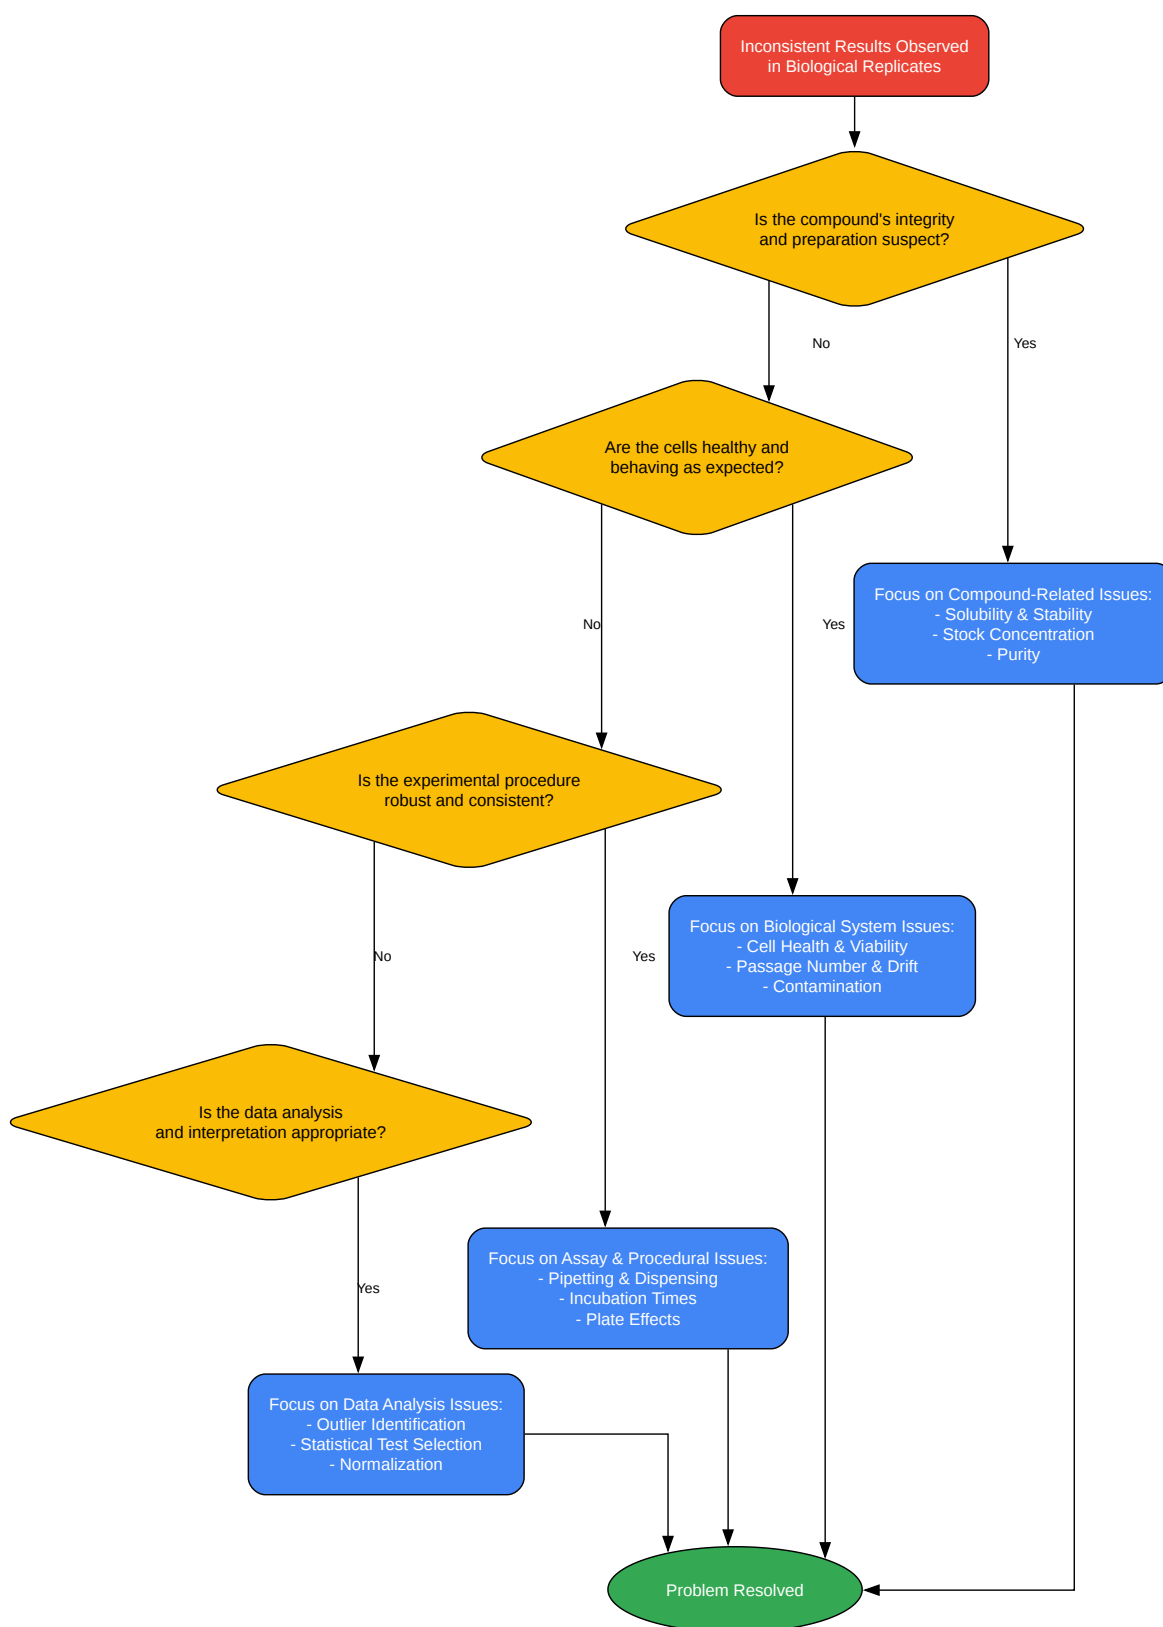 Inconsistent Results Observed
in Biological Replicates
Is the compound's integrity
and preparation suspect?
No
Yes
Are the cells healthy and
behaving as expected?
Focus on Compound-Related Issues:
- Solubility & Stability
- Stock Concentration
- Purity
No
Yes
Is the experimental procedure
robust and consistent?
Focus on Biological System Issues:
- Cell Health & Viability
- Passage Number & Drift
- Contamination
No
Yes
Is the data analysis
and interpretation appropriate?
Focus on Assay & Procedural Issues:
- Pipetting & Dispensing
- Incubation Times
- Plate Effects
Yes
Focus on Data Analysis Issues:
- Outlier Identification
- Statistical Test Selection
- Normalization
Problem Resolved